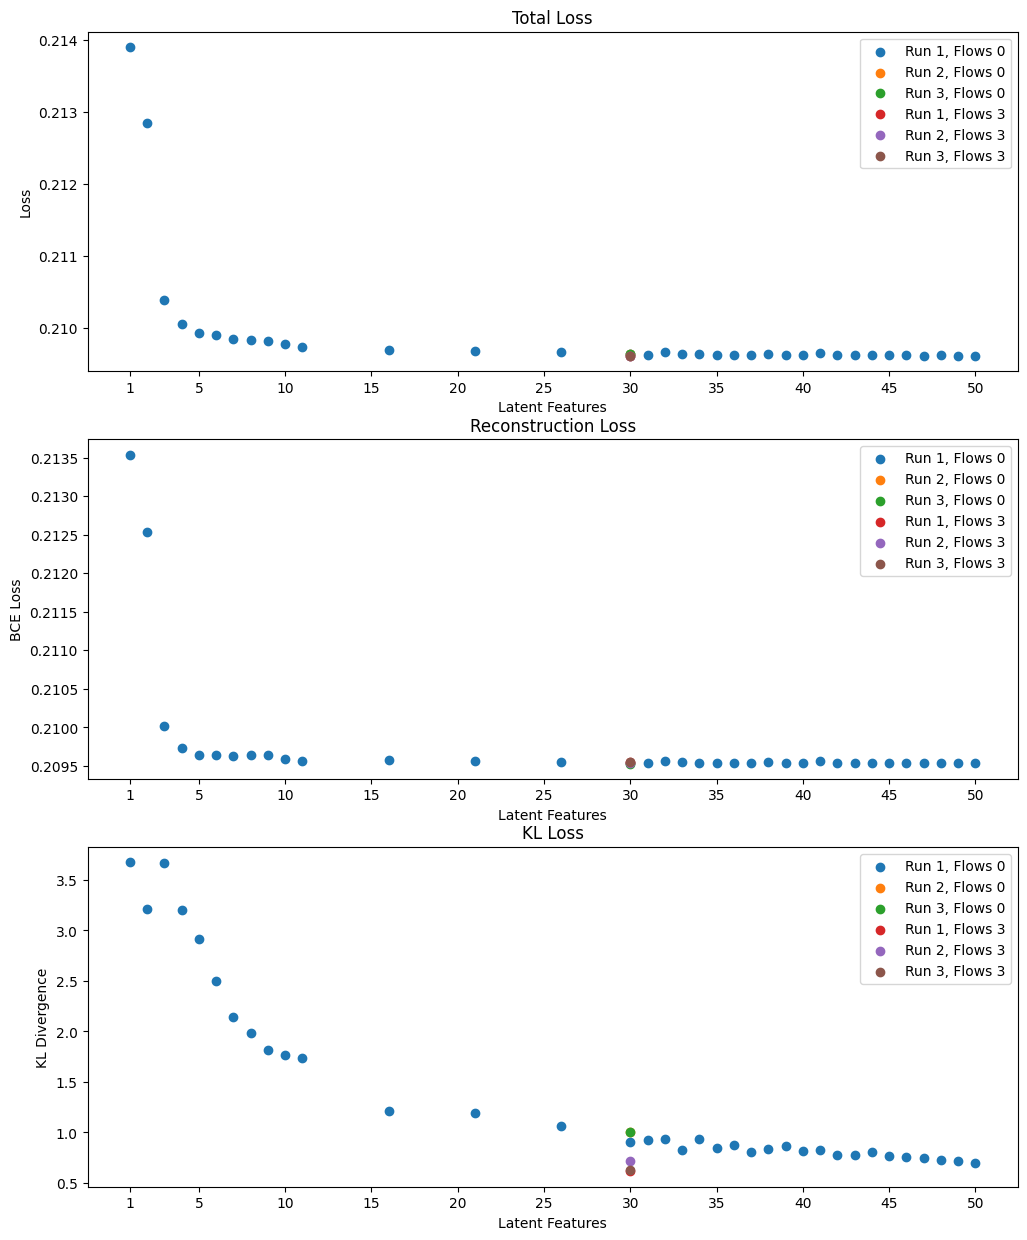 Total Loss
0.214
0.213
0.212
0.211
0.210
Loss
Run 1, Flows 0
Run 2, Flows 0
Run 3, Flows 0
Run 1, Flows 3
Run 2, Flows 3
Run 3, Flows 3
1 5 10 15 20 25 30 35 40 45 50
Latent Features
Reconstruction Loss
0.2135
0.2130
0.2125
0.2120
0.2115
0.2110
0.2105
0.2100
0.2095
BCE Loss
Run 1, Flows 0
Run 2, Flows 0
Run 3, Flows 0
Run 1, Flows 3
Run 2, Flows 3
Run 3, Flows 3
1 5 10 15 20 25 30 35 40 45 50
Latent Features
KL Loss
3.5
3.0
2.5
2.0
1.5
1.0
0.5
KL Divergence
Run 1, Flows 0
Run 2, Flows 0
Run 3, Flows 0
Run 1, Flows 3
Run 2, Flows 3
Run 3, Flows 3
1 5 10 15 20 25 30 35 40 45 50
Latent Features